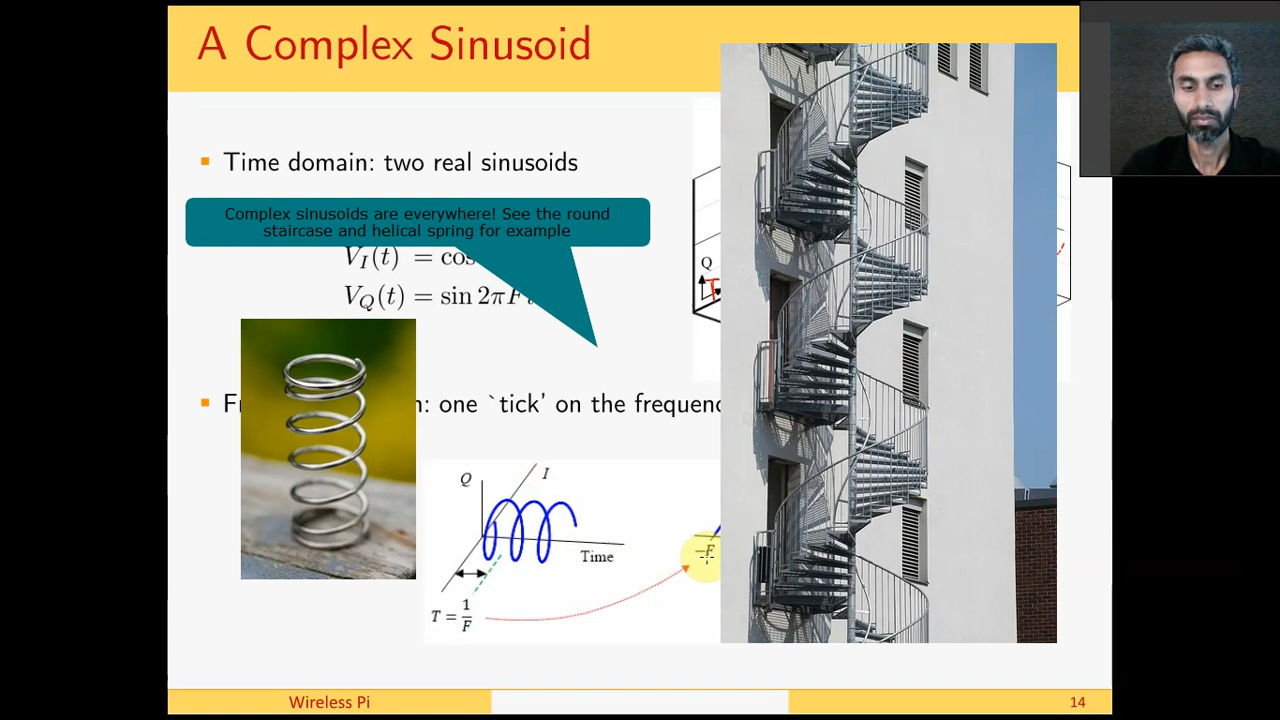 A Complex Sinusoid
Time domain: two real sinusoids
Complex sinusoids are everywhere! See the round
staircase and helical spring for example
V_I(t) = cos
V_Q(t) = sin 2πF
Q
one `tick' on the frequenc
Q
I
Time
T = 1/F
−F
Wireless Pi
14